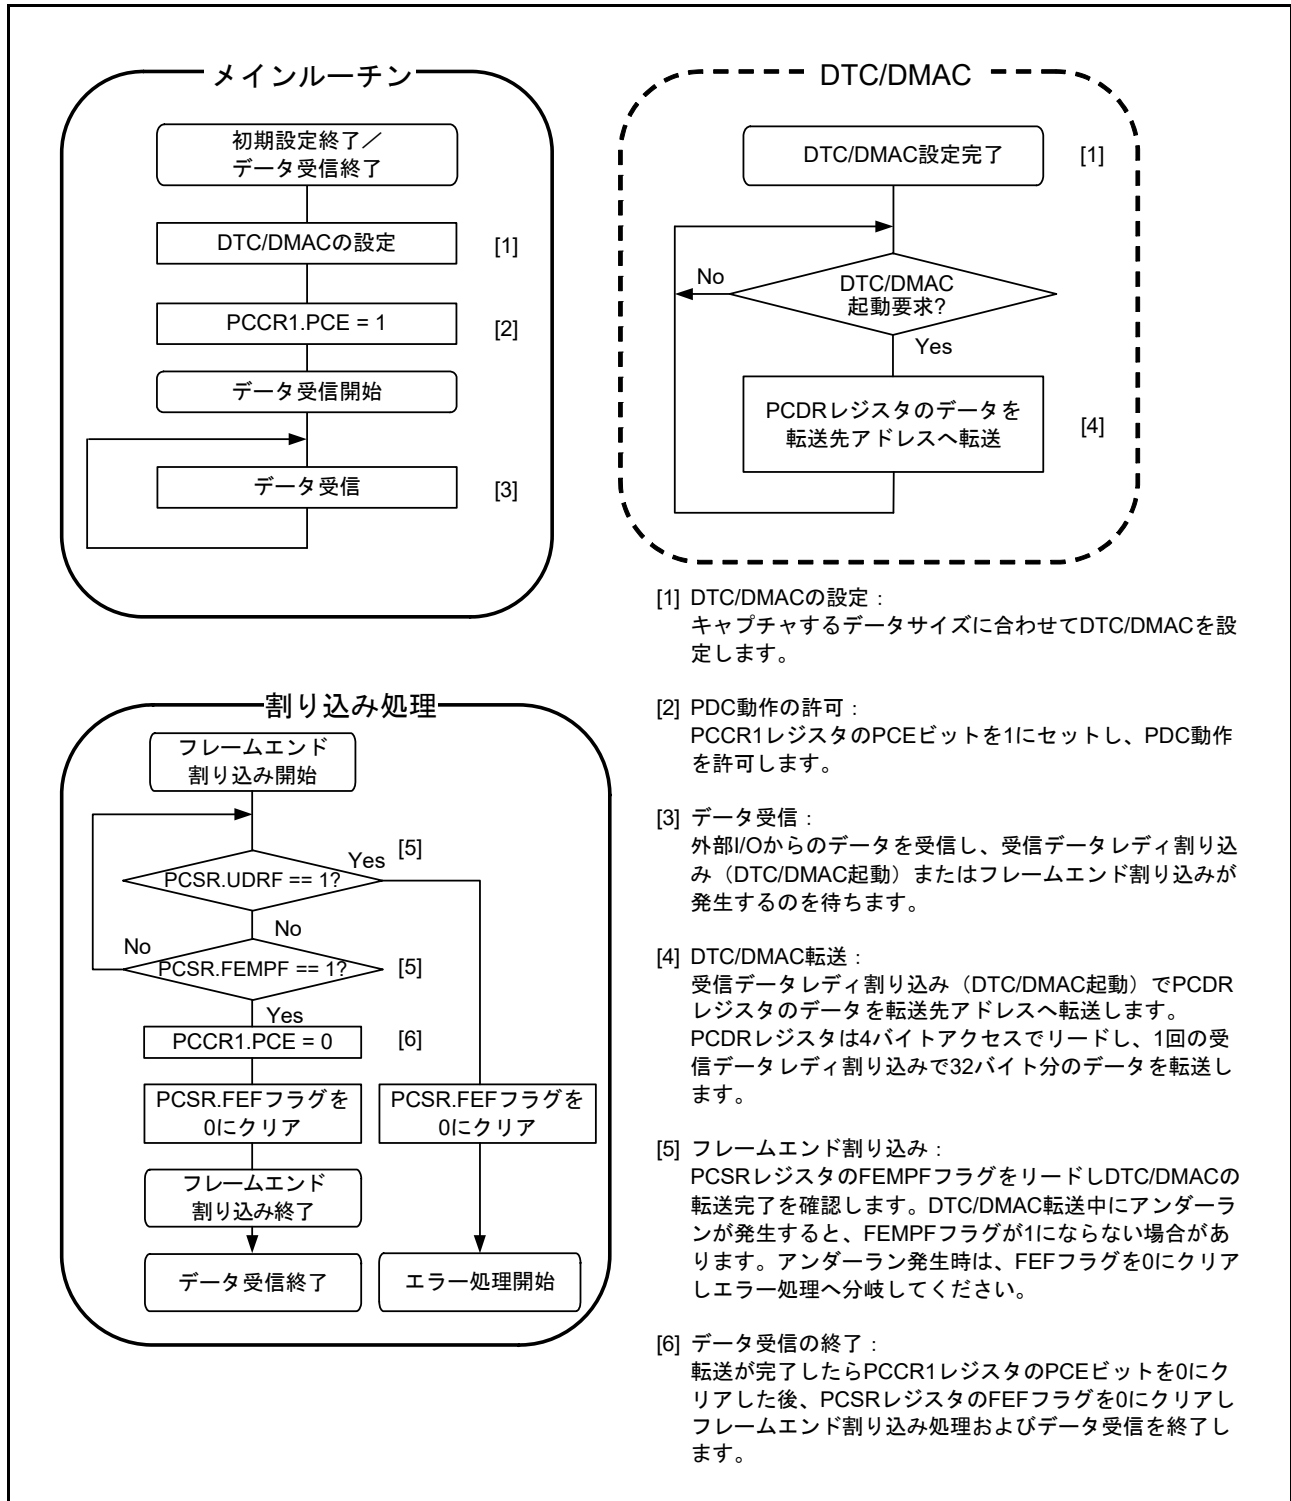 メインルーチン
初期設定終了／
データ受信終了
DTC/DMACの設定
[1]
PCCR1.PCE = 1
[2]
データ受信開始
データ受信
[3]
DTC/DMAC
DTC/DMAC設定完了
[1]
DTC/DMAC
起動要求?
No
Yes
PCDRレジスタのデータを
転送先アドレスへ転送
[4]
割り込み処理
フレームエンド
割り込み開始
PCSR.UDRF == 1?
Yes
[5]
No
PCSR.FEMPF == 1?
No
[5]
Yes
PCCR1.PCE = 0
[6]
PCSR.FEFフラグを
0にクリア
PCSR.FEFフラグを
0にクリア
フレームエンド
割り込み終了
データ受信終了
エラー処理開始
[1] DTC/DMACの設定：
キャプチャするデータサイズに合わせてDTC/DMACを設
定します。
[2] PDC動作の許可：
PCCR1レジスタのPCEビットを1にセットし、PDC動作
を許可します。
[3] データ受信：
外部I/Oからのデータを受信し、受信データレディ割り込
み（DTC/DMAC起動）またはフレームエンド割り込みが
発生するのを待ちます。
[4] DTC/DMAC転送：
受信データレディ割り込み（DTC/DMAC起動）でPCDR
レジスタのデータを転送先アドレスへ転送します。
PCDRレジスタは4バイトアクセスでリードし、1回の受
信データレディ割り込みで32バイト分のデータを転送し
ます。
[5] フレームエンド割り込み：
PCSRレジスタのFEMPFフラグをリードしDTC/DMACの
転送完了を確認します。DTC/DMAC転送中にアンダーラ
ンが発生すると、FEMPFフラグが1にならない場合があ
ります。アンダーラン発生時は、FEFフラグを0にクリア
しエラー処理へ分岐してください。
[6] データ受信の終了：
転送が完了したらPCCR1レジスタのPCEビットを0にク
リアした後、PCSRレジスタのFEFフラグを0にクリアし
フレームエンド割り込み処理およびデータ受信を終了し
ます。